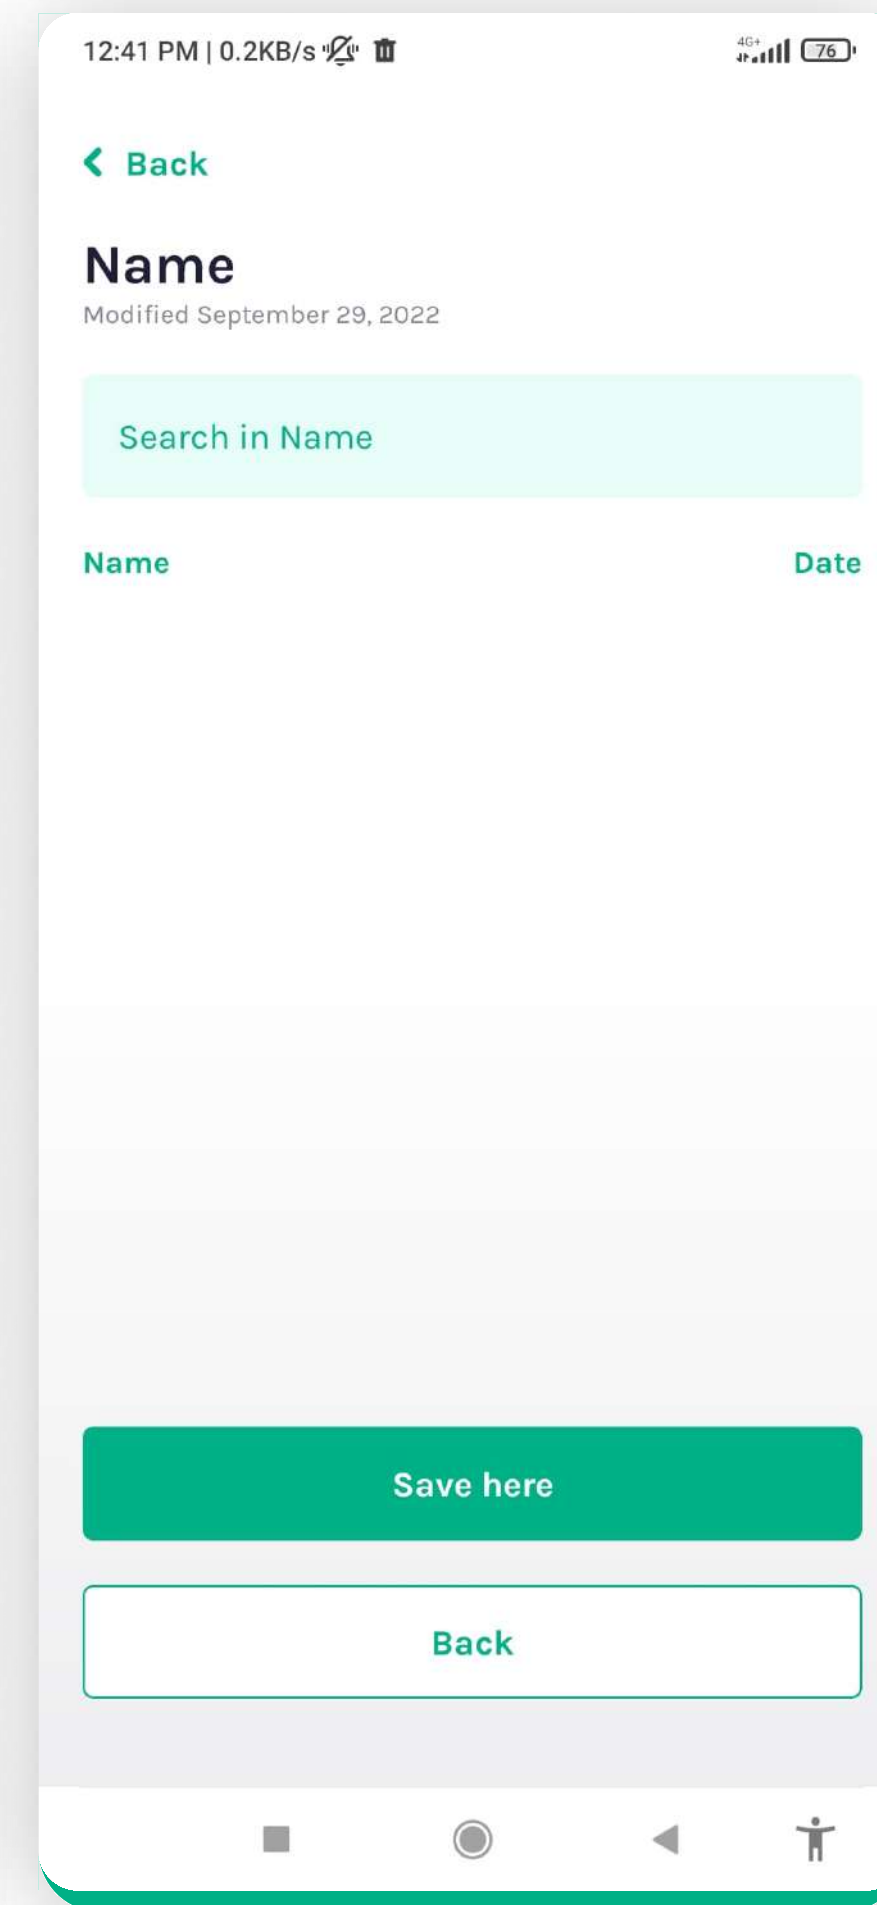 12:41 PM | 0.2KB/s
4G+
76
Back
Name
Modified September 29, 2022
Search in Name
Name Date
Save here
Back